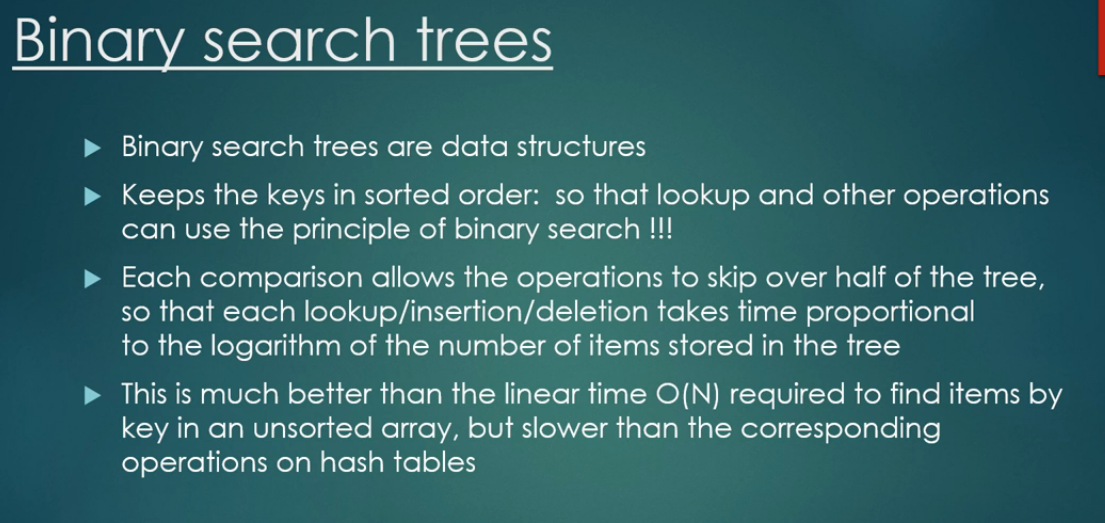 Binary search trees
Binary search trees are data structures
Keeps the keys in sorted order:  so that lookup and other operations
can use the principle of binary search !!!
Each comparison allows the operations to skip over half of the tree,
so that each lookup/insertion/deletion takes time proportional
to the logarithm of the number of items stored in the tree
This is much better than the linear time O(N) required to find items by
key in an unsorted array, but slower than the corresponding
operations on hash tables